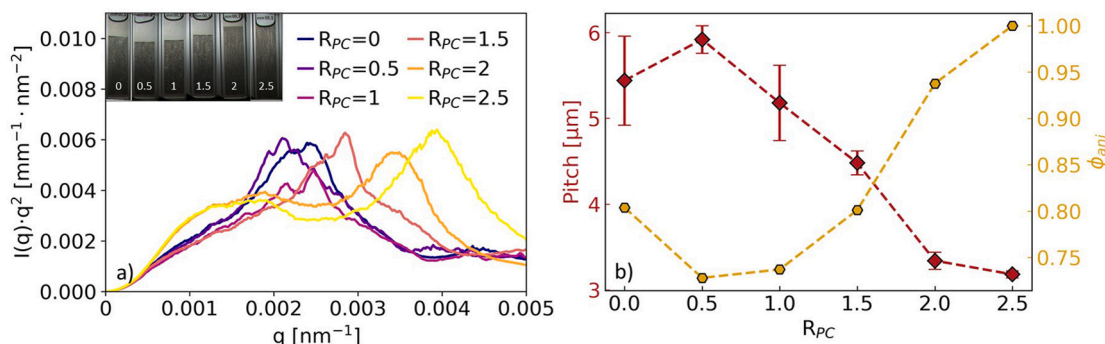 0 0.5 1 1.5 2 2.5
R_PC=0
R_PC=0.5
R_PC=1
R_PC=1.5
R_PC=2
R_PC=2.5
I(q)·q² [mm⁻¹ · nm⁻²]
0.010
0.008
0.006
0.004
0.002
0.000
a)
0.000 0.001 0.002 0.003 0.004 0.005
q [nm⁻¹]
Pitch [μm]
6
5
4
3
b)
0.0 0.5 1.0 1.5 2.0 2.5
R_PC
1.00
0.95
0.90
0.85
0.80
0.75
ϕ_ani